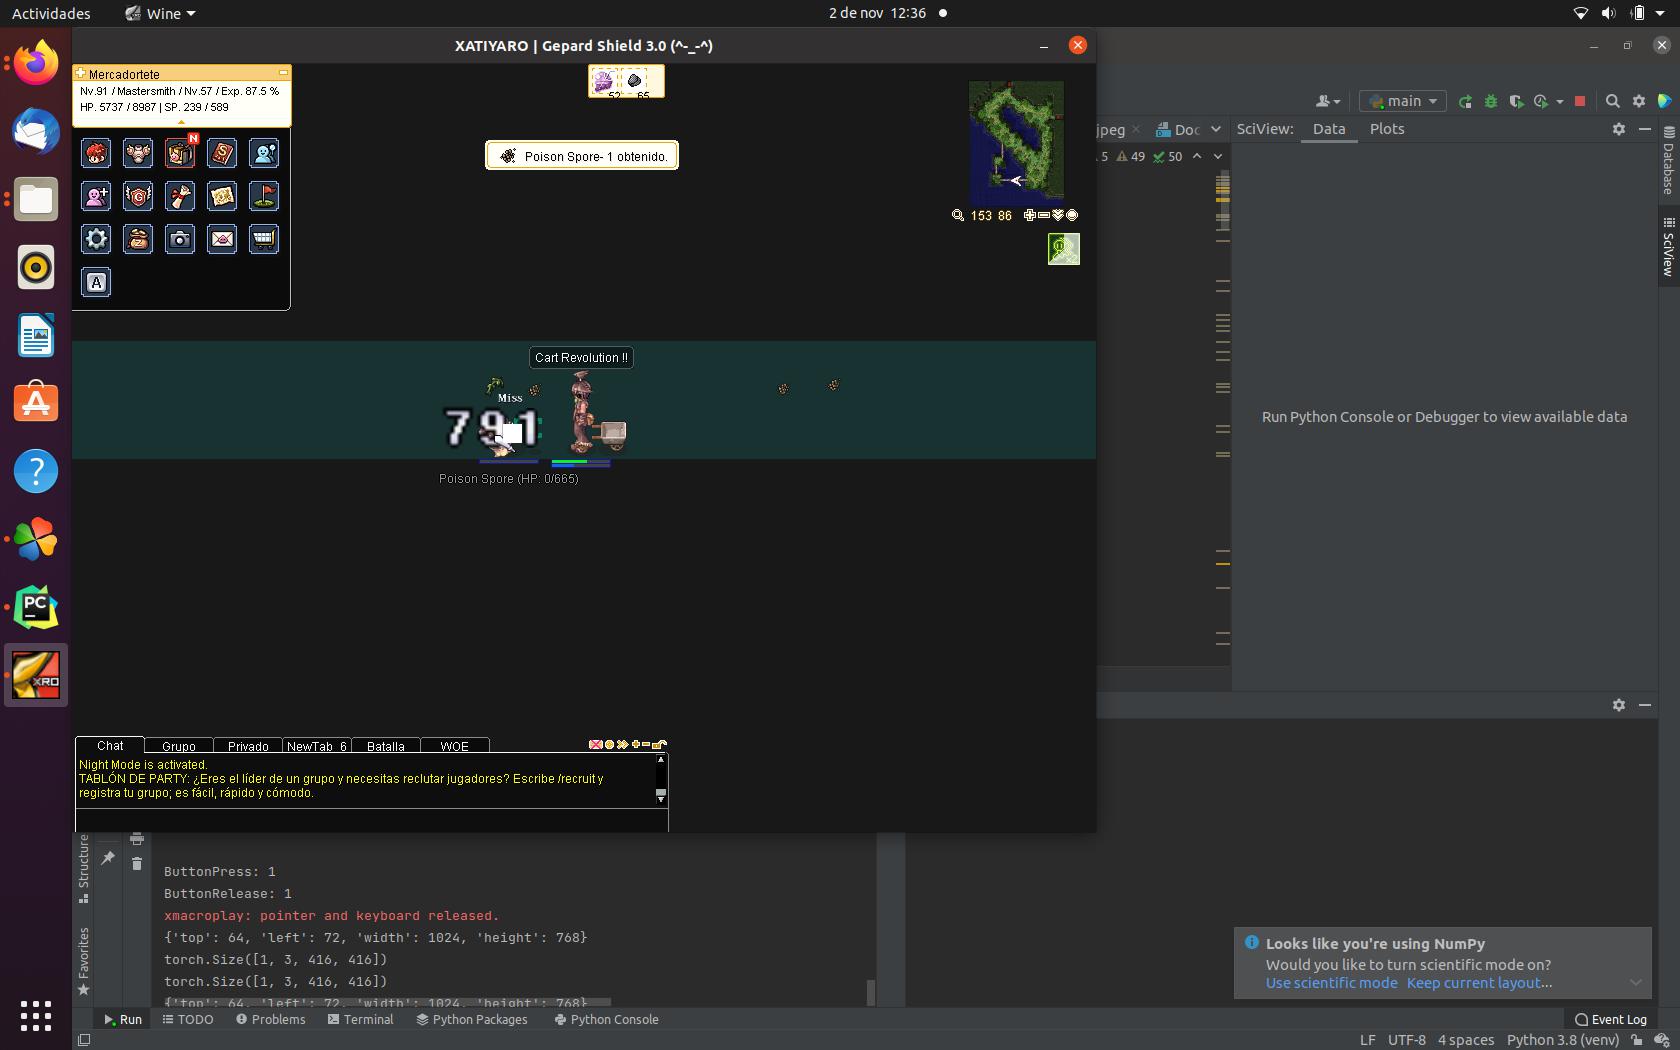 Actividades
Wine
2 de nov 12:36
XATIYARO | Gepard Shield 3.0 (^-_-^)
Mercadortete
Nv.91 / Mastersmith / Nv.57 / Exp. 87.5 %
HP. 5737 / 8987 | SP. 239 / 589
N
A
52
65
Poison Spore- 1 obtenido.
153 86
Cart Revolution !!
Miss
791
Poison Spore (HP: 0/665)
Chat
Grupo
Privado
NewTab_6
Batalla
WOE
Night Mode is activated.
TABLÓN DE PARTY: ¿Eres el líder de un grupo y necesitas reclutar jugadores? Escribe /recruit y
registra tu grupo; es fácil, rápido y cómodo.
main
jpeg
Doc
SciView:
Data
Plots
5
49
50
Database
SciView
Run Python Console or Debugger to view available data
PC
XRO
Structure
Favorites
ButtonPress: 1
ButtonRelease: 1
xmacroplay: pointer and keyboard released.
{'top': 64, 'left': 72, 'width': 1024, 'height': 768}
torch.Size([1, 3, 416, 416])
torch.Size([1, 3, 416, 416])
{'top': 64, 'left': 72, 'width': 1024, 'height': 768}
Looks like you're using NumPy
Would you like to turn scientific mode on?
Use scientific mode Keep current layout...
Run
TODO
Problems
Terminal
Python Packages
Python Console
Event Log
LF UTF-8 4 spaces Python 3.8 (venv)